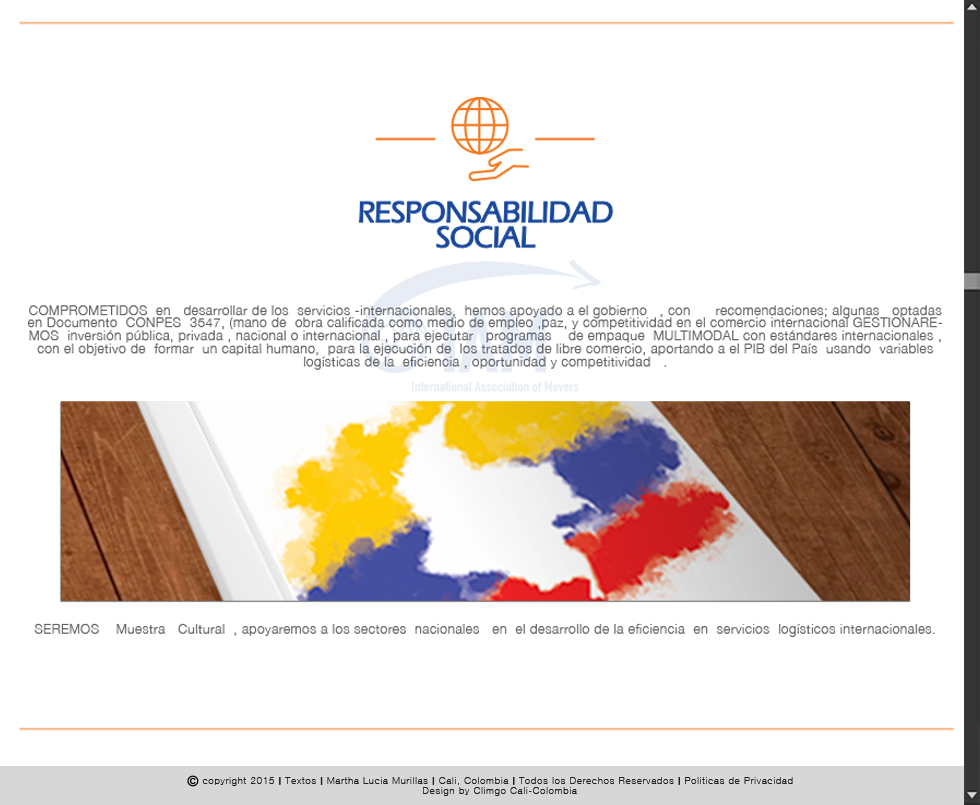 RESPONSABILIDAD
SOCIAL
COMPROMETIDOS en desarrollar de los servicios -internacionales, hemos apoyado a el gobierno , con recomendaciones; algunas optadas
en Documento CONPES 3547, (mano de obra calificada como medio de empleo ,paz, y competitividad en el comercio internacional GESTIONARE-
MOS inversión pública, privada , nacional o internacional , para ejecutar programas de empaque MULTIMODAL con estándares internacionales ,
con el objetivo de formar un capital humano, para la ejecución de los tratados de libre comercio, aportando a el PIB del País usando variables
logísticas de la eficiencia , oportunidad y competitividad .
International Association of Movers
SEREMOS Muestra Cultural , apoyaremos a los sectores nacionales en el desarrollo de la eficiencia en servicios logísticos internacionales.
© copyright 2015 | Textos | Martha Lucia Murillas | Cali, Colombia | Todos los Derechos Reservados | Politicas de Privacidad
Design by Climgo Cali-Colombia